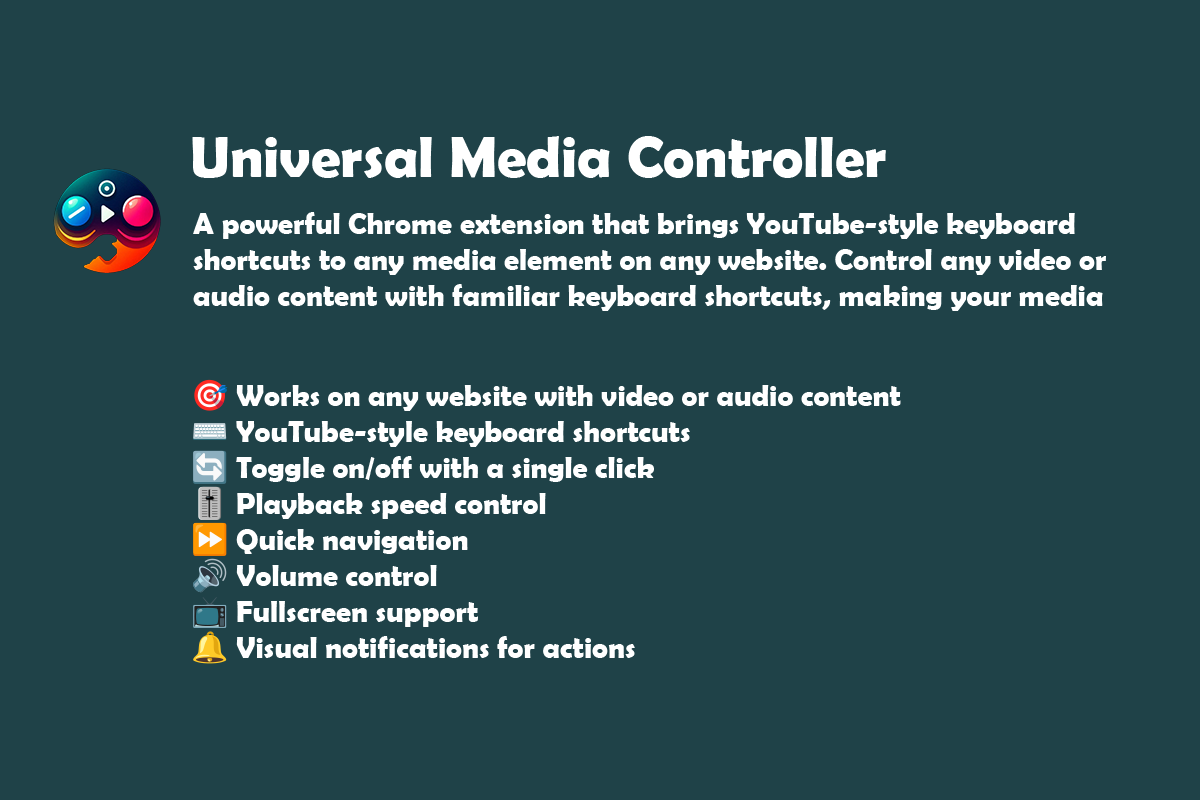 Universal Media Controller
A powerful Chrome extension that brings YouTube-style keyboard
shortcuts to any media element on any website. Control any video or
audio content with familiar keyboard shortcuts, making your media
🎯 Works on any website with video or audio content
⌨️ YouTube-style keyboard shortcuts
🔄 Toggle on/off with a single click
🎚️ Playback speed control
⏩ Quick navigation
🔊 Volume control
📺 Fullscreen support
🔔 Visual notifications for actions